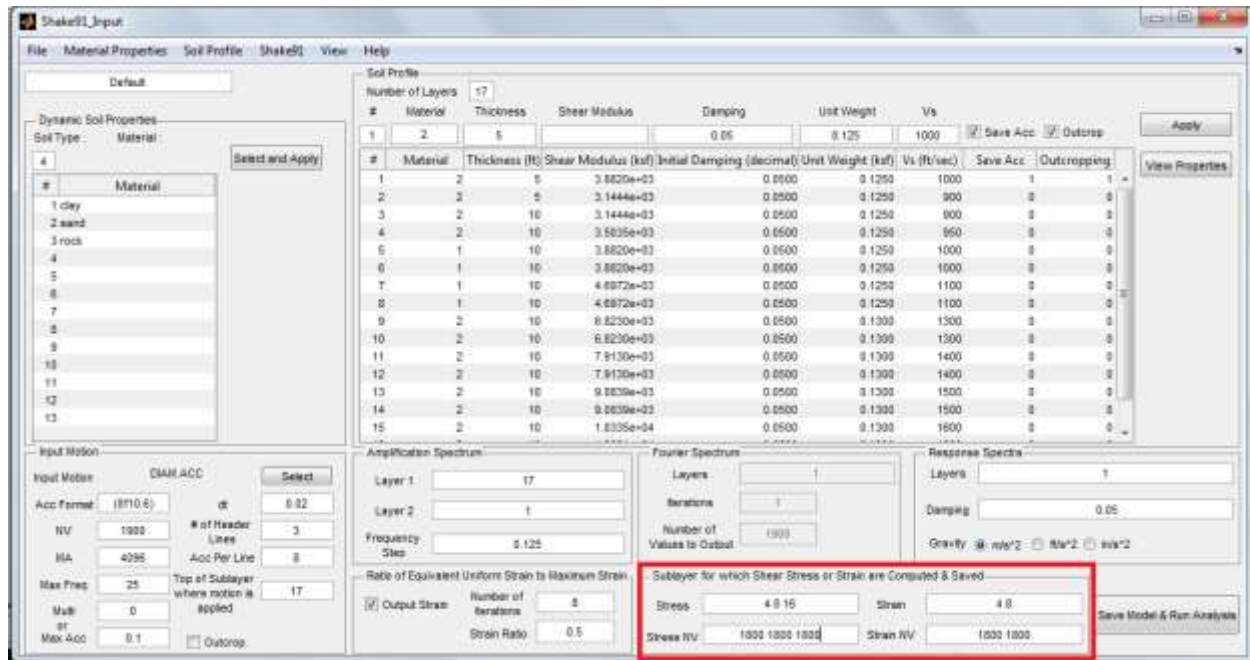 Shake91_Input
File Material Properties Soil Profile Shake91 View Help
Default
Dynamic Soil Properties
Soil Type: Material:
4 Select and Apply
# Material
1 clay
2 sand
3 rock
4
5
6
7
8
9
10
11
12
13
Soil Profile
Number of Layers 17
# Material Thickness Shear Modulus Damping Unit Weight Vs
1 2 5 0.05 0.125 1000 Save Acc Outcrop
Apply
View Properties
# Material Thickness (ft) Shear Modulus (ksf) Initial Damping (decimal) Unit Weight (ksf) Vs (ft/sec) Save Acc Outcropping
1 2 5 3.8820e+03 0.0500 0.1250 1000 1 1
2 2 5 3.1444e+03 0.0500 0.1250 900 0 0
3 2 10 3.1444e+03 0.0500 0.1250 900 0 0
4 2 10 3.5035e+03 0.0500 0.1250 950 0 0
5 1 10 3.8820e+03 0.0500 0.1250 1000 0 0
6 1 10 3.8820e+03 0.0500 0.1250 1000 0 0
7 1 10 4.6972e+03 0.0500 0.1250 1100 0 0
8 1 10 4.6972e+03 0.0500 0.1250 1100 0 0
9 2 10 6.8230e+03 0.0500 0.1300 1300 0 0
10 2 10 6.8230e+03 0.0500 0.1300 1300 0 0
11 2 10 7.9130e+03 0.0500 0.1300 1400 0 0
12 2 10 7.9130e+03 0.0500 0.1300 1400 0 0
13 2 10 9.0839e+03 0.0500 0.1300 1500 0 0
14 2 10 9.0839e+03 0.0500 0.1300 1500 0 0
15 2 10 1.0335e+04 0.0500 0.1300 1600 0 0
Input Motion
Input Motion DIAM.ACC Select
Acc Format (8f10.6) dt 0.02
NV 1900 # of Header Lines 3
MA 4096 Acc Per Line 8
Max Freq 25 Top of Sublayer where motion is applied 17
Mult or Max Acc 0 0.1 Outcrop
Amplification Spectrum
Layer 1 17
Layer 2 1
Frequency Step 0.125
Fourier Spectrum
Layers 1
Iterations 1
Number of Values to Output 1900
Response Spectra
Layers 1
Damping 0.05
Gravity m/s^2 ft/s^2 in/s^2
Ratio of Equivalent Uniform Strain to Maximum Strain
Output Strain Number of Iterations 8
Strain Ratio 0.5
Sublayer for which Shear Stress or Strain are Computed & Saved
Stress 4 8 16 Strain 4 8
Stress NV 1800 1800 1800 Strain NV 1800 1800
Save Model & Run Analysis